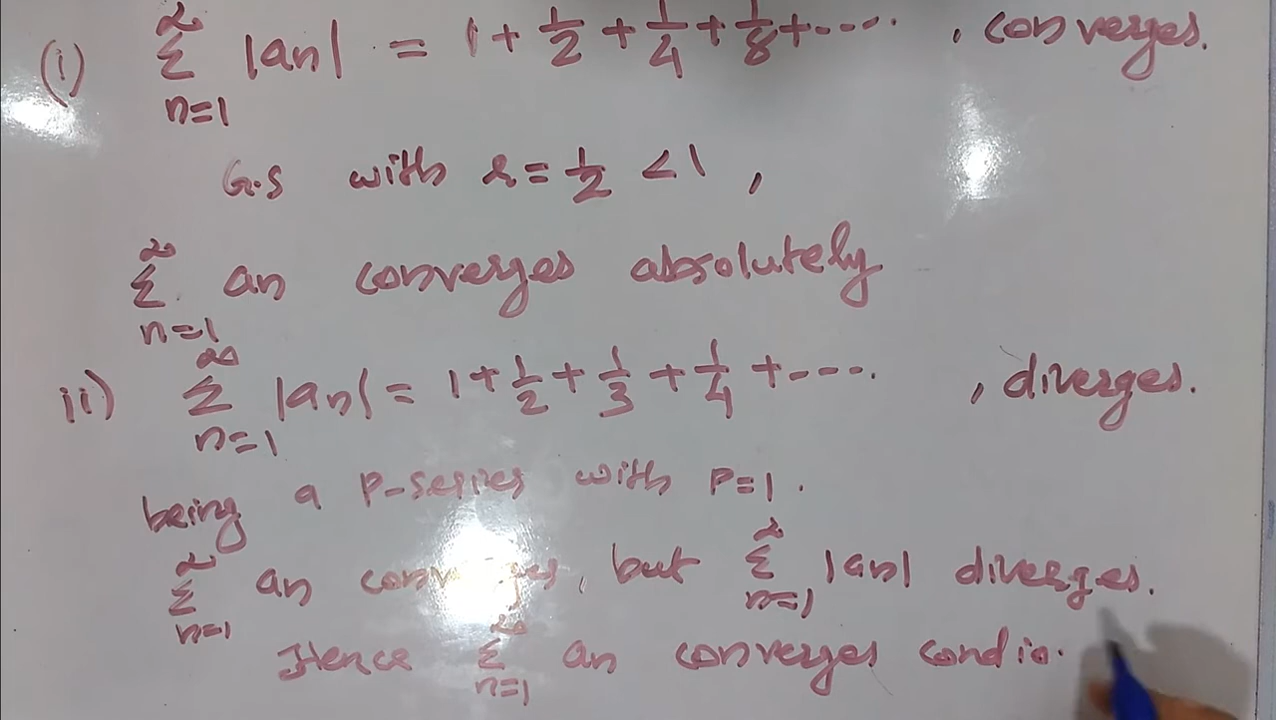 (i) ∞ Σ n=1 |an| = 1 + 1/2 + 1/4 + 1/8 + ...., converges.
G.S with r = 1/2 < 1,
∞ Σ n=1 an converges absolutely
ii) ∞ Σ n=1 |an| = 1 + 1/2 + 1/3 + 1/4 + ...., diverges.
being a P-series with P=1.
∞ Σ n=1 an converges, but ∞ Σ n=1 |an| diverges.
Hence ∞ Σ n=1 an converges condio.